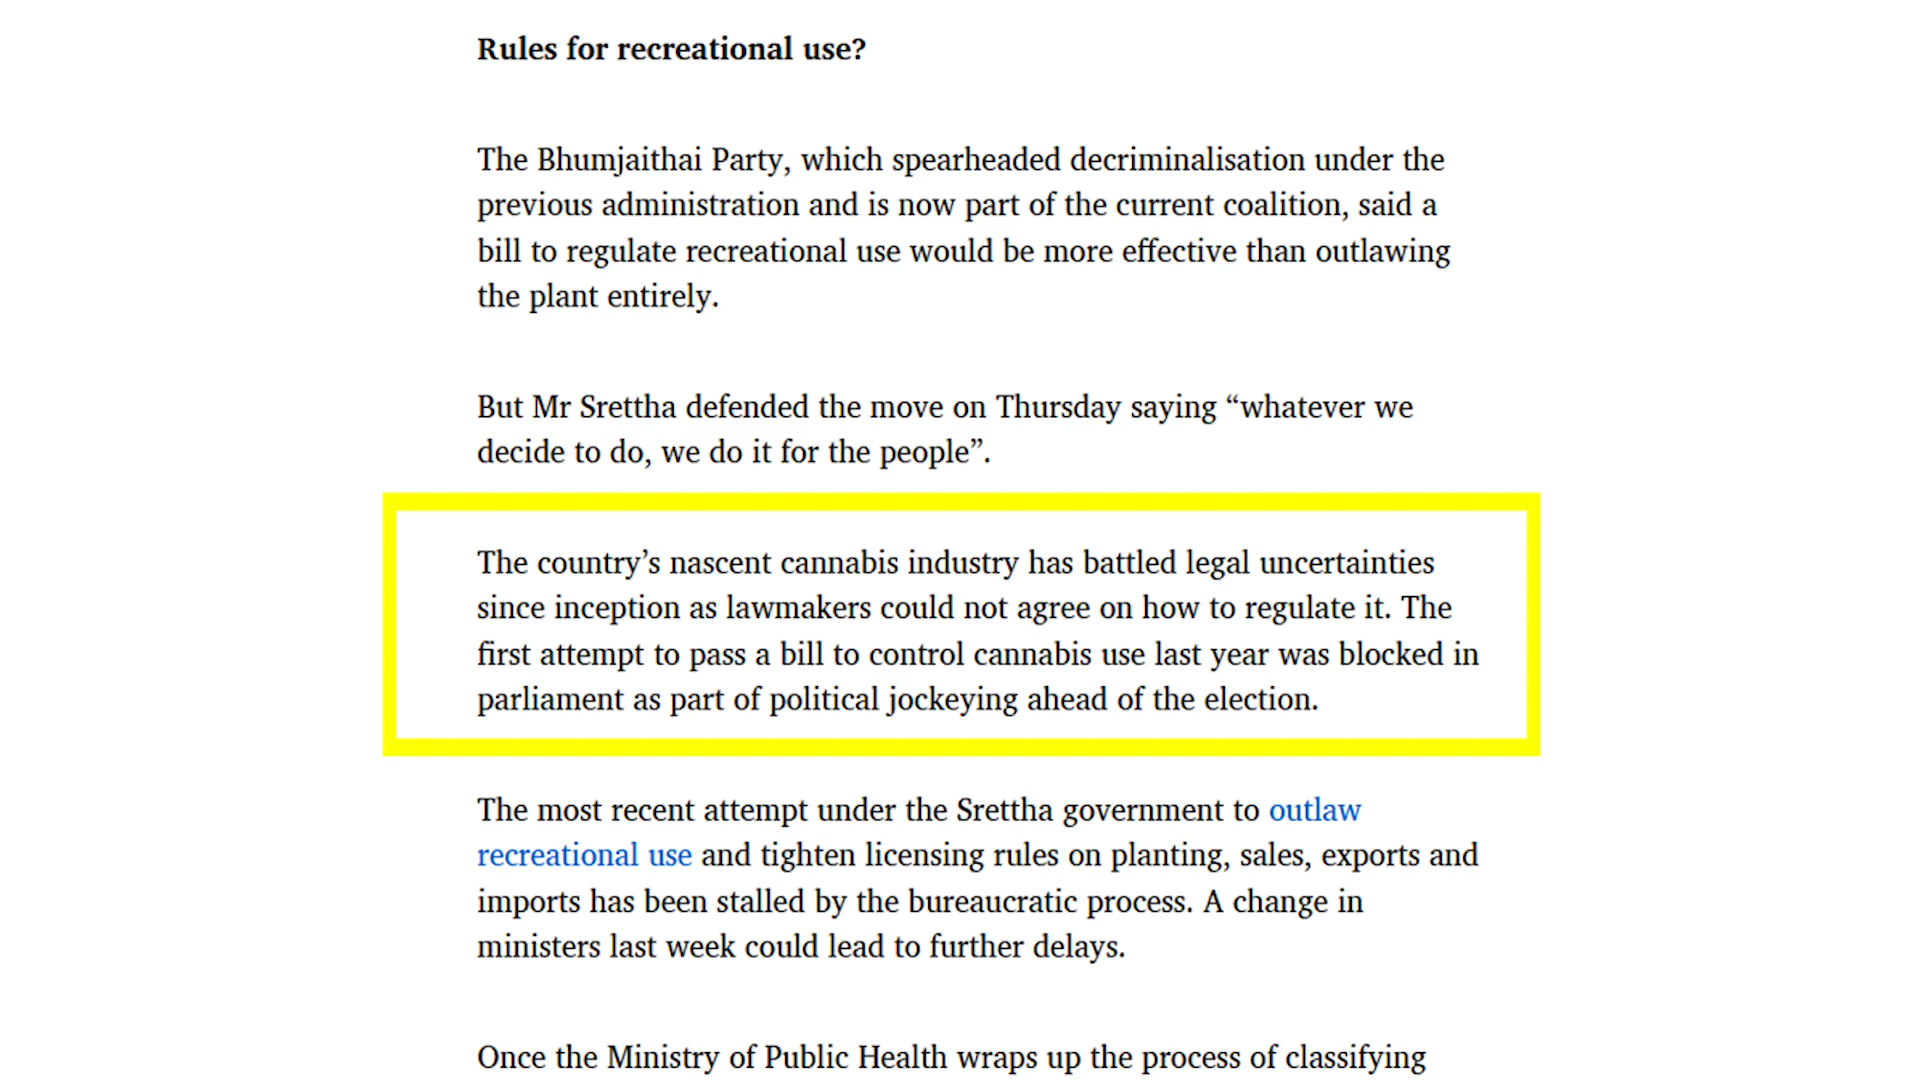 Rules for recreational use?
The Bhumjaithai Party, which spearheaded decriminalisation under the
previous administration and is now part of the current coalition, said a
bill to regulate recreational use would be more effective than outlawing
the plant entirely.
But Mr Srettha defended the move on Thursday saying “whatever we
decide to do, we do it for the people”.
The country’s nascent cannabis industry has battled legal uncertainties
since inception as lawmakers could not agree on how to regulate it. The
first attempt to pass a bill to control cannabis use last year was blocked in
parliament as part of political jockeying ahead of the election.
The most recent attempt under the Srettha government to outlaw
recreational use and tighten licensing rules on planting, sales, exports and
imports has been stalled by the bureaucratic process. A change in
ministers last week could lead to further delays.
Once the Ministry of Public Health wraps up the process of classifying